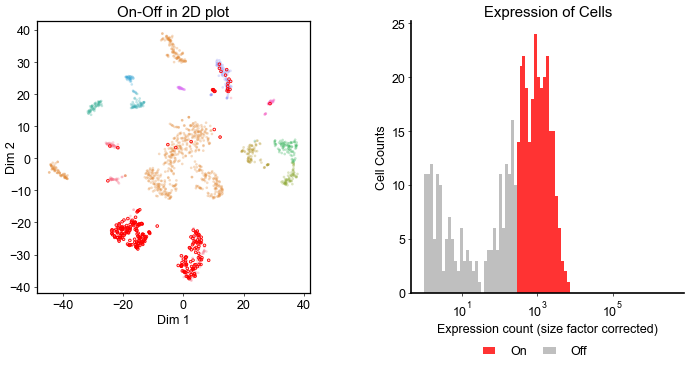 On-Off in 2D plot
Dim 2
40
30
20
10
0
−10
−20
−30
−40
−40
−20
0
20
40
Dim 1
Expression of Cells
Cell Counts
25
20
15
10
5
0
10^1
10^3
10^5
Expression count (size factor corrected)
On
Off